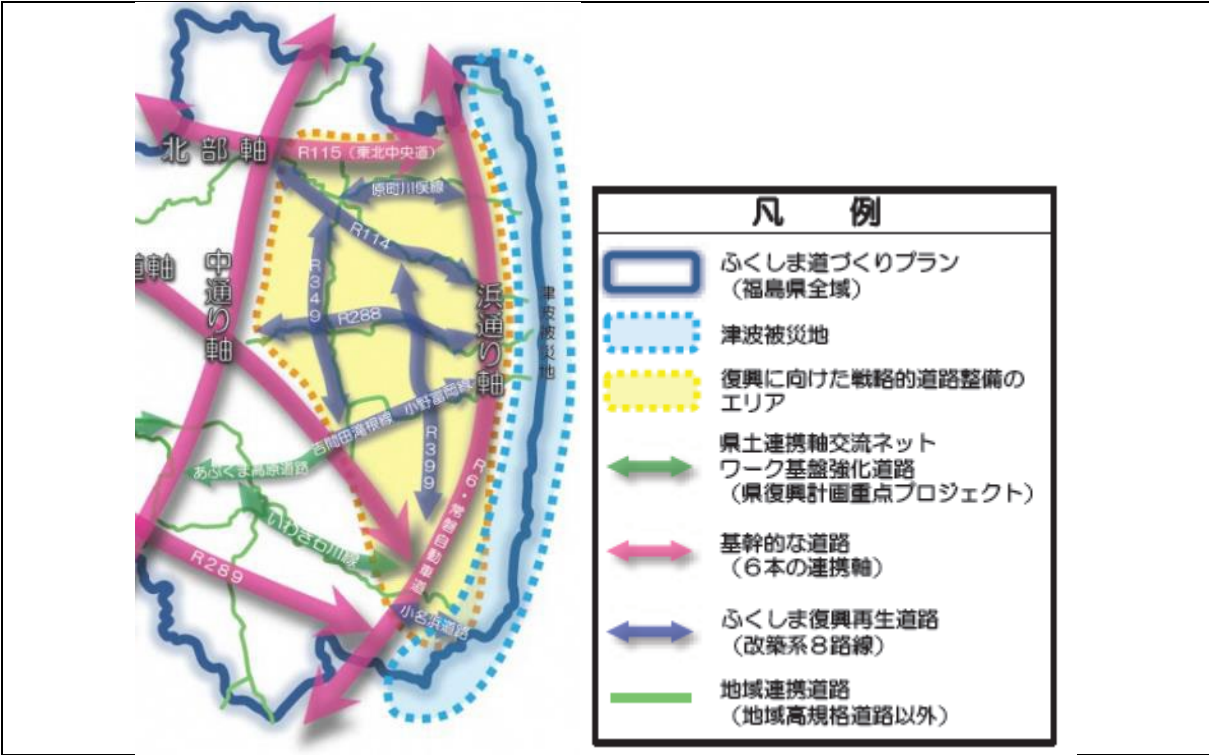 北部軸
R115(東北中央道)
原町川俣線
R114
R349
R288
道軸
中通り軸
浜通り軸
津波被災地
小野富岡線
吉間田滝根線
R399
あぶくま高原道路
いわき石川線
R6・常磐自動車道
R289
小名浜道路
凡 例
ふくしま道づくりプラン
(福島県全域)
津波被災地
復興に向けた戦略的道路整備の
エリア
県土連携軸交流ネット
ワーク基盤強化道路
(県復興計画重点プロジェクト)
基幹的な道路
(6本の連携軸)
ふくしま復興再生道路
(改築系8路線)
地域連携道路
(地域高規格道路以外)